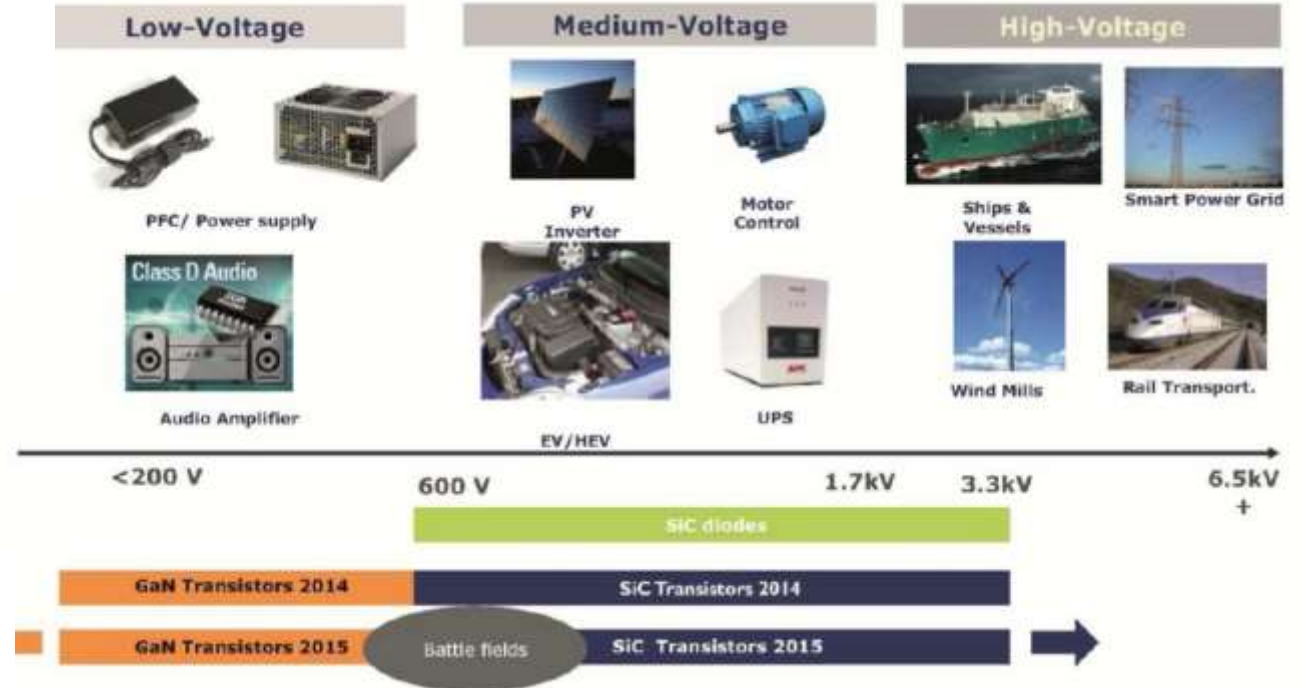 Low-Voltage
Medium-Voltage
High-Voltage
PFC/ Power supply
PV
Inverter
Motor
Control
Ships &
Vessels
Smart Power Grid
Class D Audio
Audio Amplifier
EV/HEV
APC
UPS
Wind Mills
Rail Transport.
<200 V
600 V
1.7kV
3.3kV
6.5kV
+
SiC diodes
GaN Transistors 2014
SiC Transistors 2014
GaN Transistors 2015
Battle fields
SiC Transistors 2015